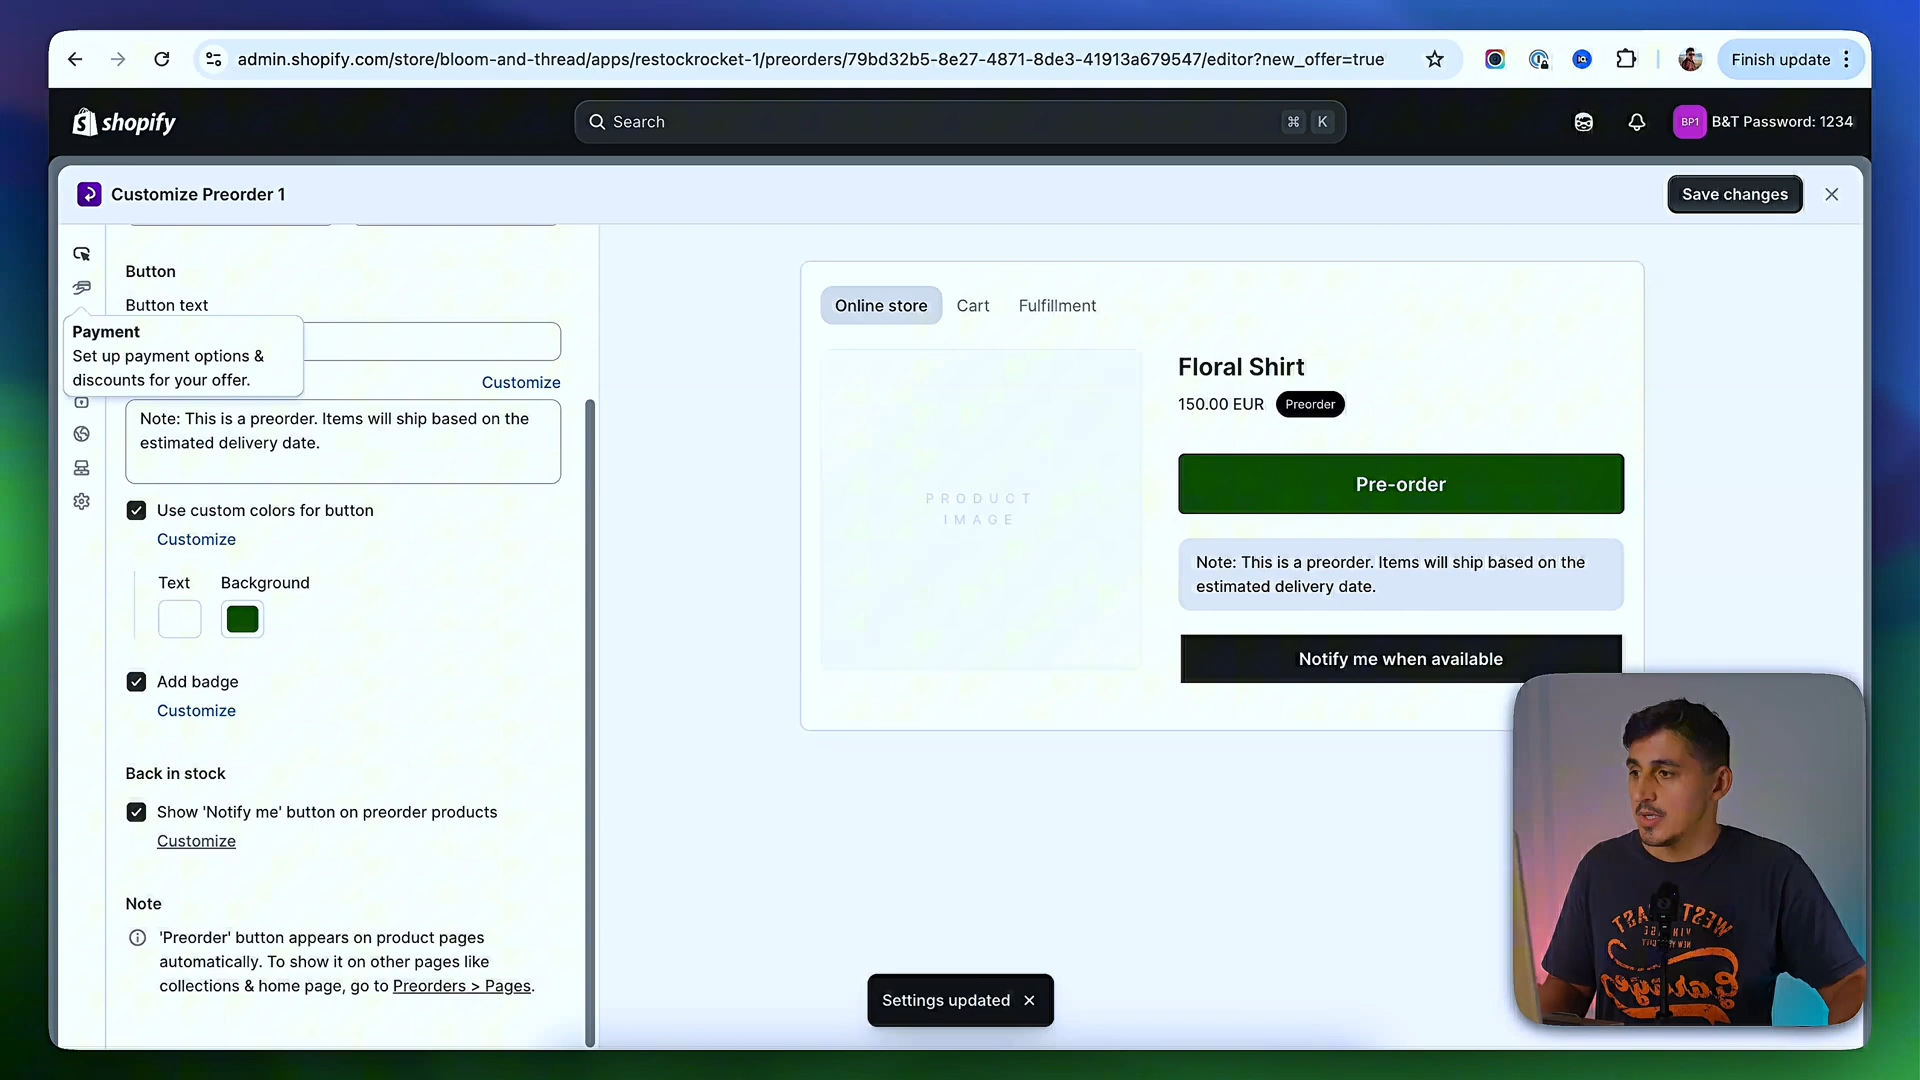 admin.shopify.com/store/bloom-and-thread/apps/restockrocket-1/preorders/79bd32b5-8e27-4871-8de3-41913a679547/editor?new_offer=true
Finish update
shopify
Search
⌘ K
BP1
B&T Password: 1234
Customize Preorder 1
Save changes
Button
Button text
Payment
Set up payment options &
discounts for your offer.
Customize
Note: This is a preorder. Items will ship based on the
estimated delivery date.
Use custom colors for button
Customize
Text
Background
Add badge
Customize
Back in stock
Show 'Notify me' button on preorder products
Customize
Note
'Preorder' button appears on product pages
automatically. To show it on other pages like
collections & home page, go to Preorders > Pages.
Online store
Cart
Fulfillment
PRODUCT
IMAGE
Floral Shirt
150.00 EUR
Preorder
Pre-order
Note: This is a preorder. Items will ship based on the
estimated delivery date.
Notify me when available
Settings updated
WEST
Garage